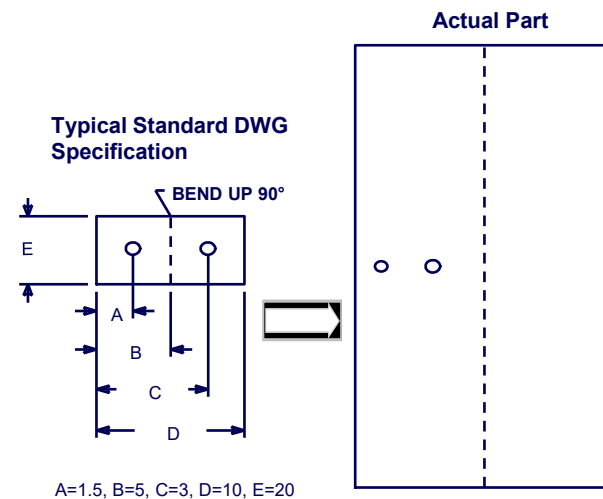 Actual Part
Typical Standard DWG
Specification
BEND UP 90°
E
A
B
C
D
A=1.5, B=5, C=3, D=10, E=20